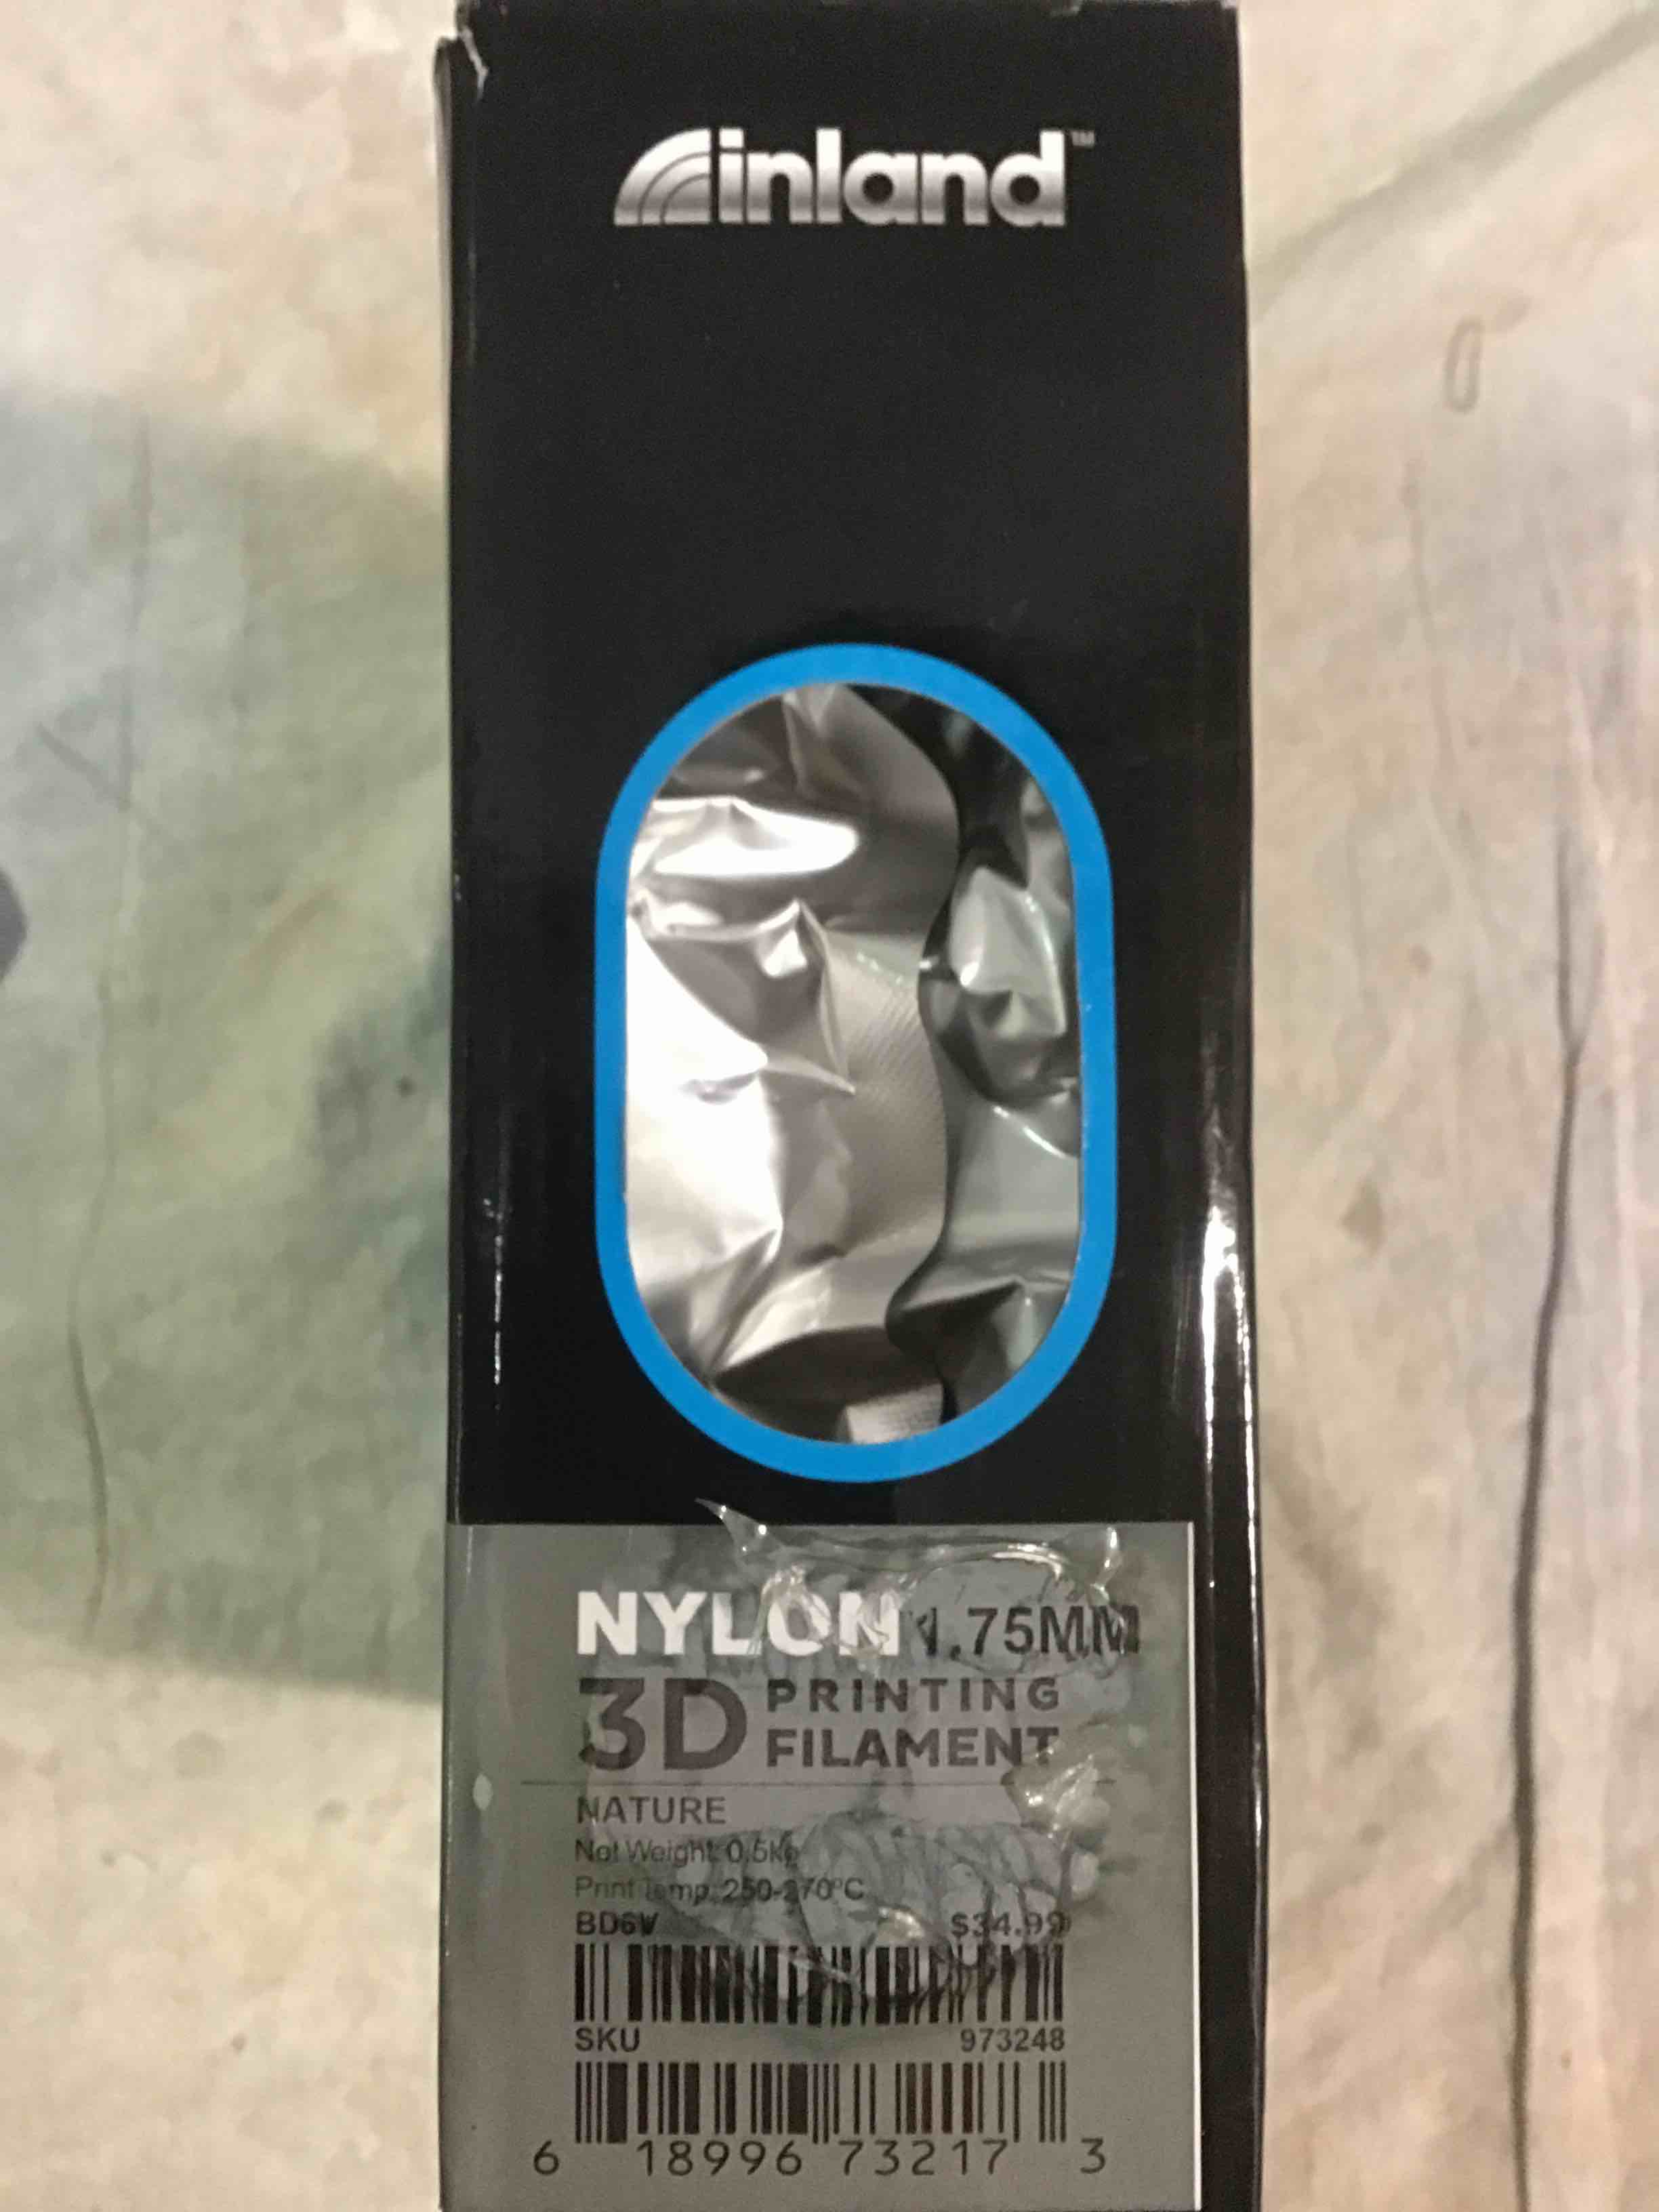 inland™
NYLON 1.75MM
3D PRINTING
FILAMENT
NATURE
Net Weight: 0.5Kg
Print Temp: 250-270°C
BD6V $34.99
SKU 973248
6 18996 73217 3